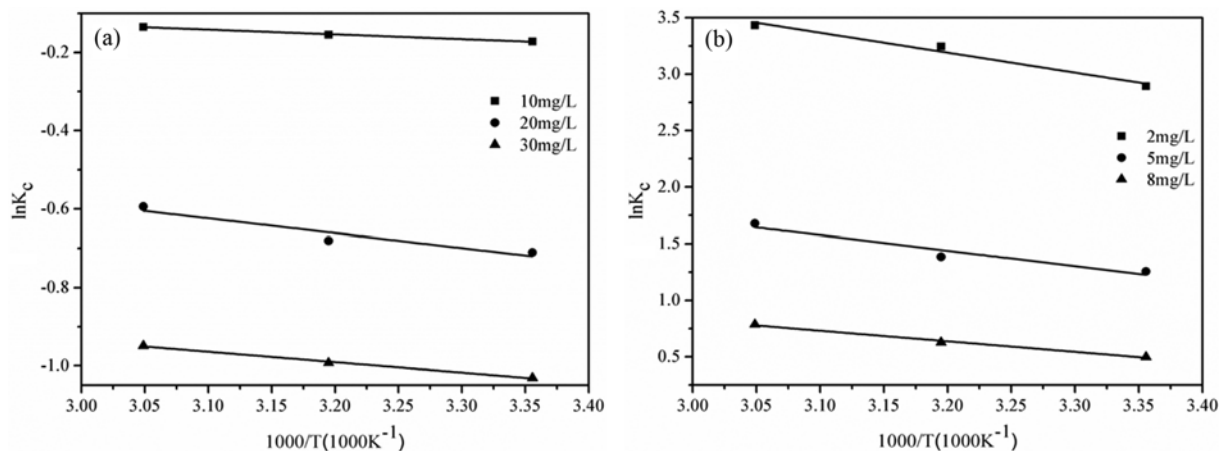 (a)
-0.2
-0.4
-0.6
-0.8
-1.0
lnKc
10mg/L
20mg/L
30mg/L
3.00 3.05 3.10 3.15 3.20 3.25 3.30 3.35 3.40
1000/T(1000K⁻¹)
(b)
3.5
3.0
2.5
2.0
1.5
1.0
0.5
lnKc
2mg/L
5mg/L
8mg/L
3.00 3.05 3.10 3.15 3.20 3.25 3.30 3.35 3.40
1000/T(1000K⁻¹)